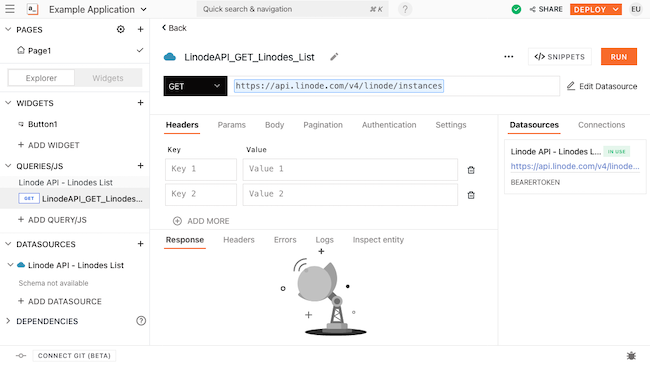 a_ Example Application Quick search & navigation ⌘ K ? SHARE DEPLOY EU
PAGES
Page1
Explorer Widgets
WIDGETS
Button1
+ ADD WIDGET
QUERIES/JS
Linode API - Linodes List
GET LinodeAPI_GET_Linodes...
+ ADD QUERY/JS
DATASOURCES
Linode API - Linodes List
Schema not available
+ ADD DATASOURCE
DEPENDENCIES ?
Back
LinodeAPI_GET_Linodes_List ... </> SNIPPETS RUN
GET https://api.linode.com/v4/linode/instances Edit Datasource
Headers Params Body Pagination Authentication Settings
Key Value
Key 1 Value 1
Key 2 Value 2
ADD MORE
Response Headers Errors Logs Inspect entity
Datasources Connections
Linode API - Linodes L... IN USE
https://api.linode.com/v4/linode...
BEARERTOKEN
CONNECT GIT (BETA)